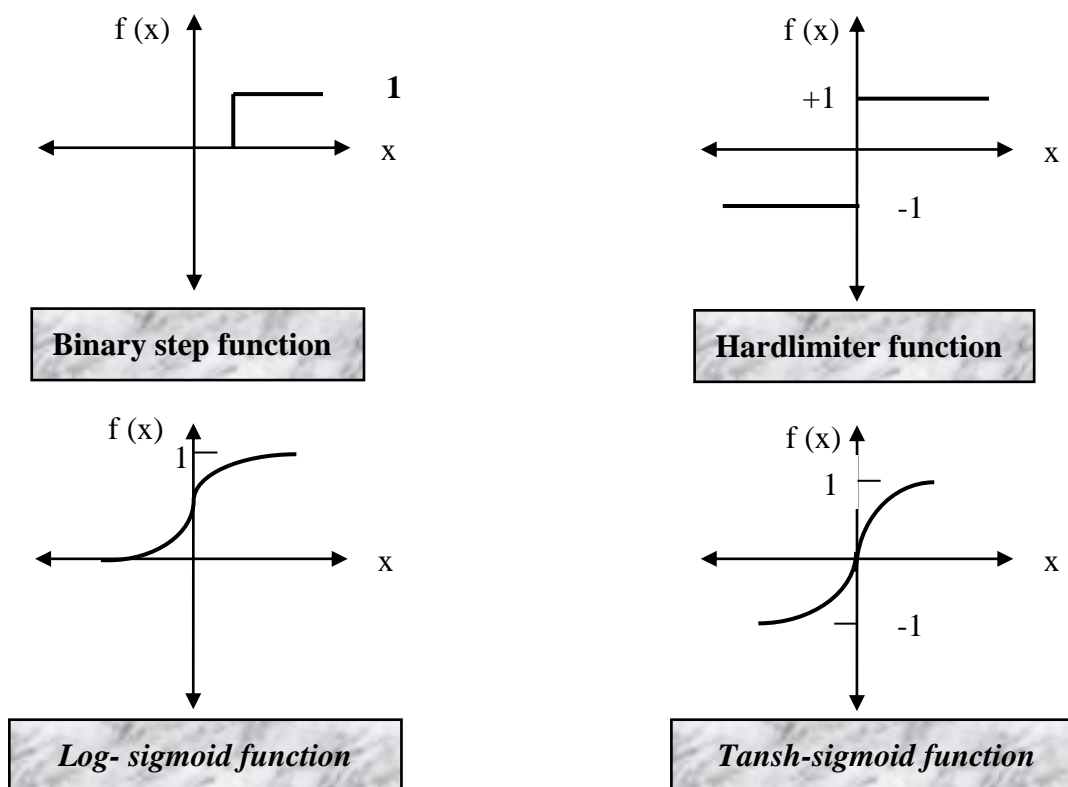 f (x)
1
x
Binary step function
f (x)
+1
x
-1
Hardlimiter function
f (x)
1
x
Log- sigmoid function
f (x)
1
x
-1
Tansh-sigmoid function